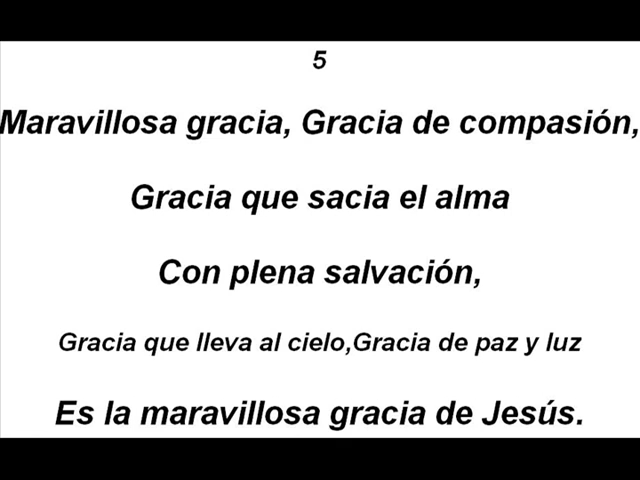 5
Maravillosa gracia, Gracia de compasión,
Gracia que sacia el alma
Con plena salvación,
Gracia que lleva al cielo,Gracia de paz y luz
Es la maravillosa gracia de Jesús.